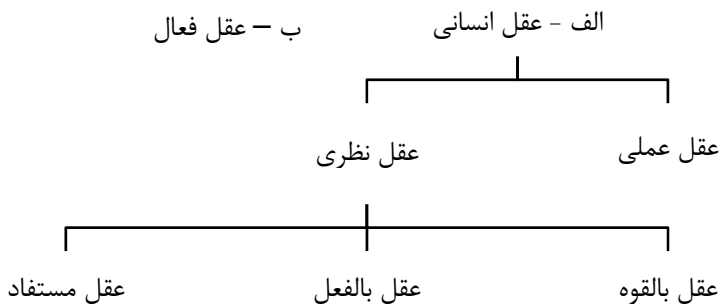 الف - عقل انسانی ب – عقل فعال
عقل عملی عقل نظری
عقل بالقوه عقل بالفعل عقل مستفاد